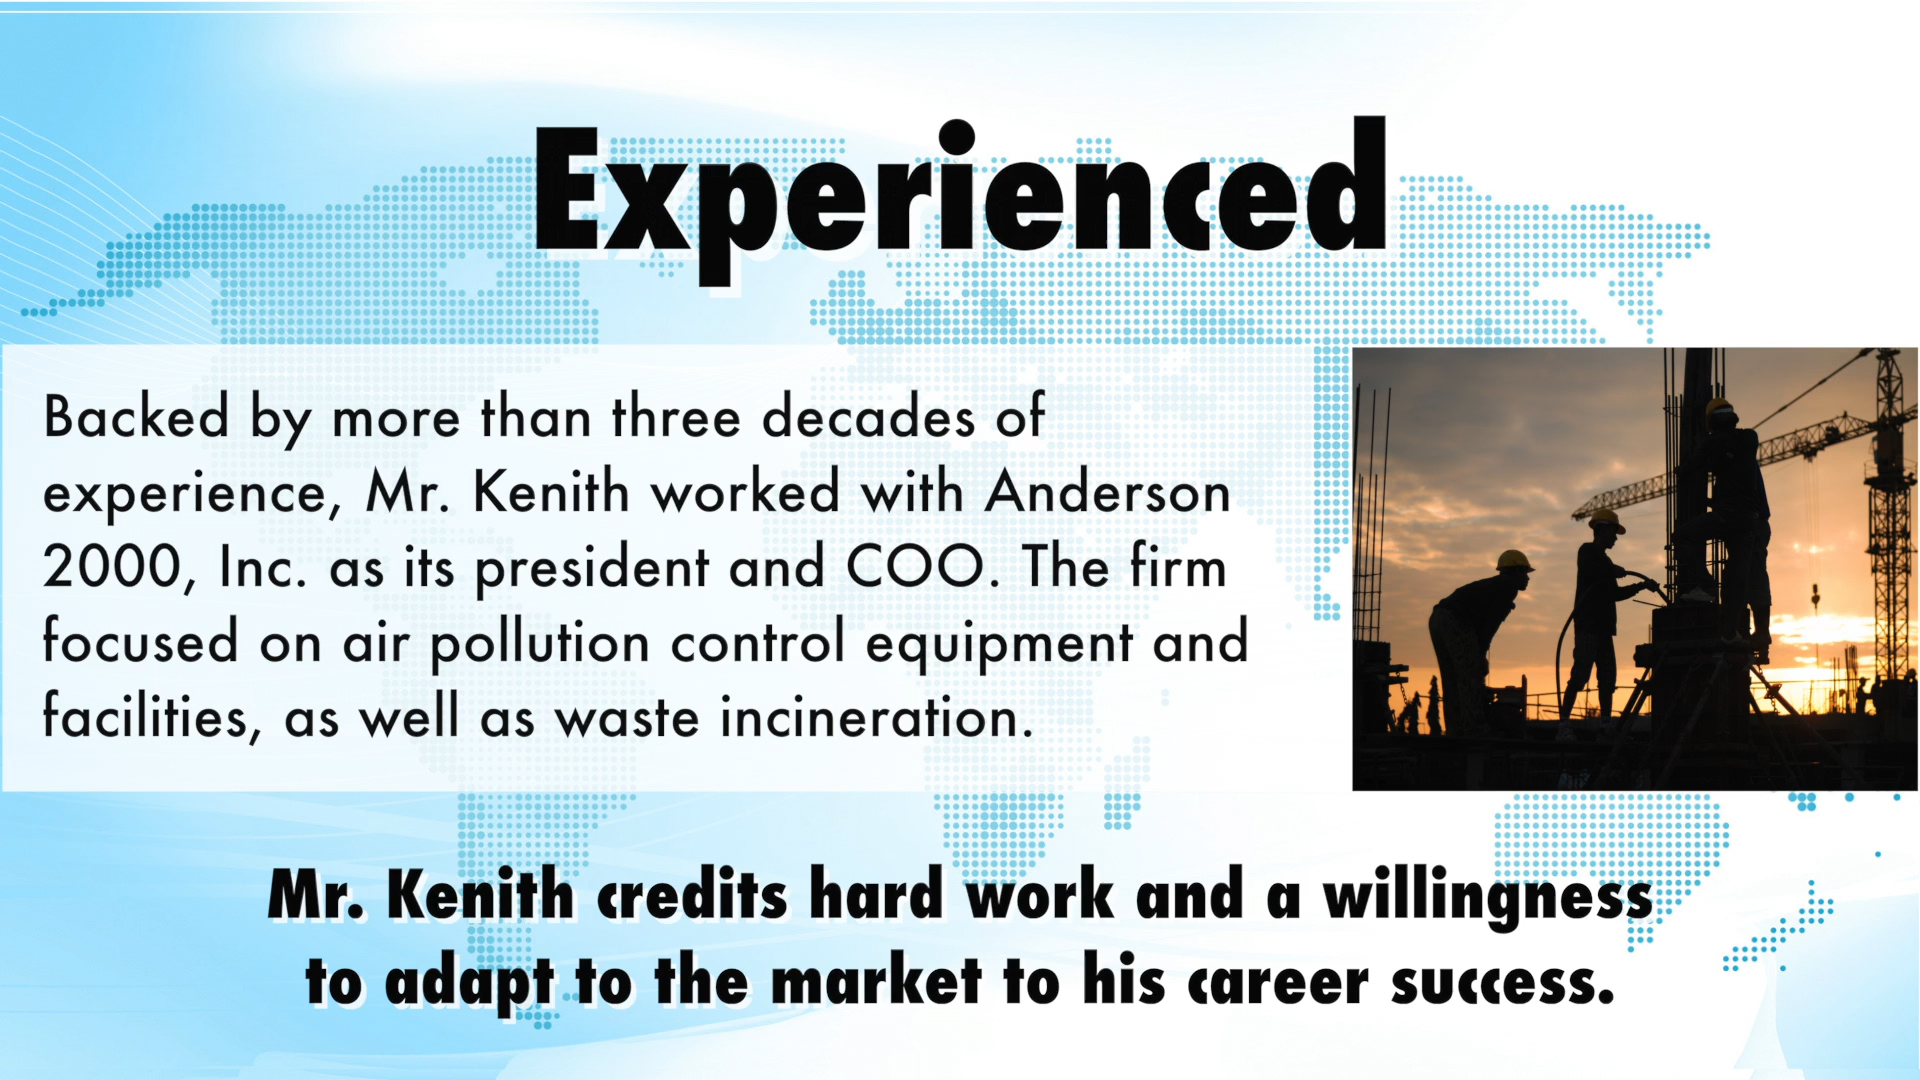 Experienced
Backed by more than three decades of
experience, Mr. Kenith worked with Anderson
2000, Inc. as its president and COO. The firm
focused on air pollution control equipment and
facilities, as well as waste incineration.
Mr. Kenith credits hard work and a willingness
to adapt to the market to his career success.